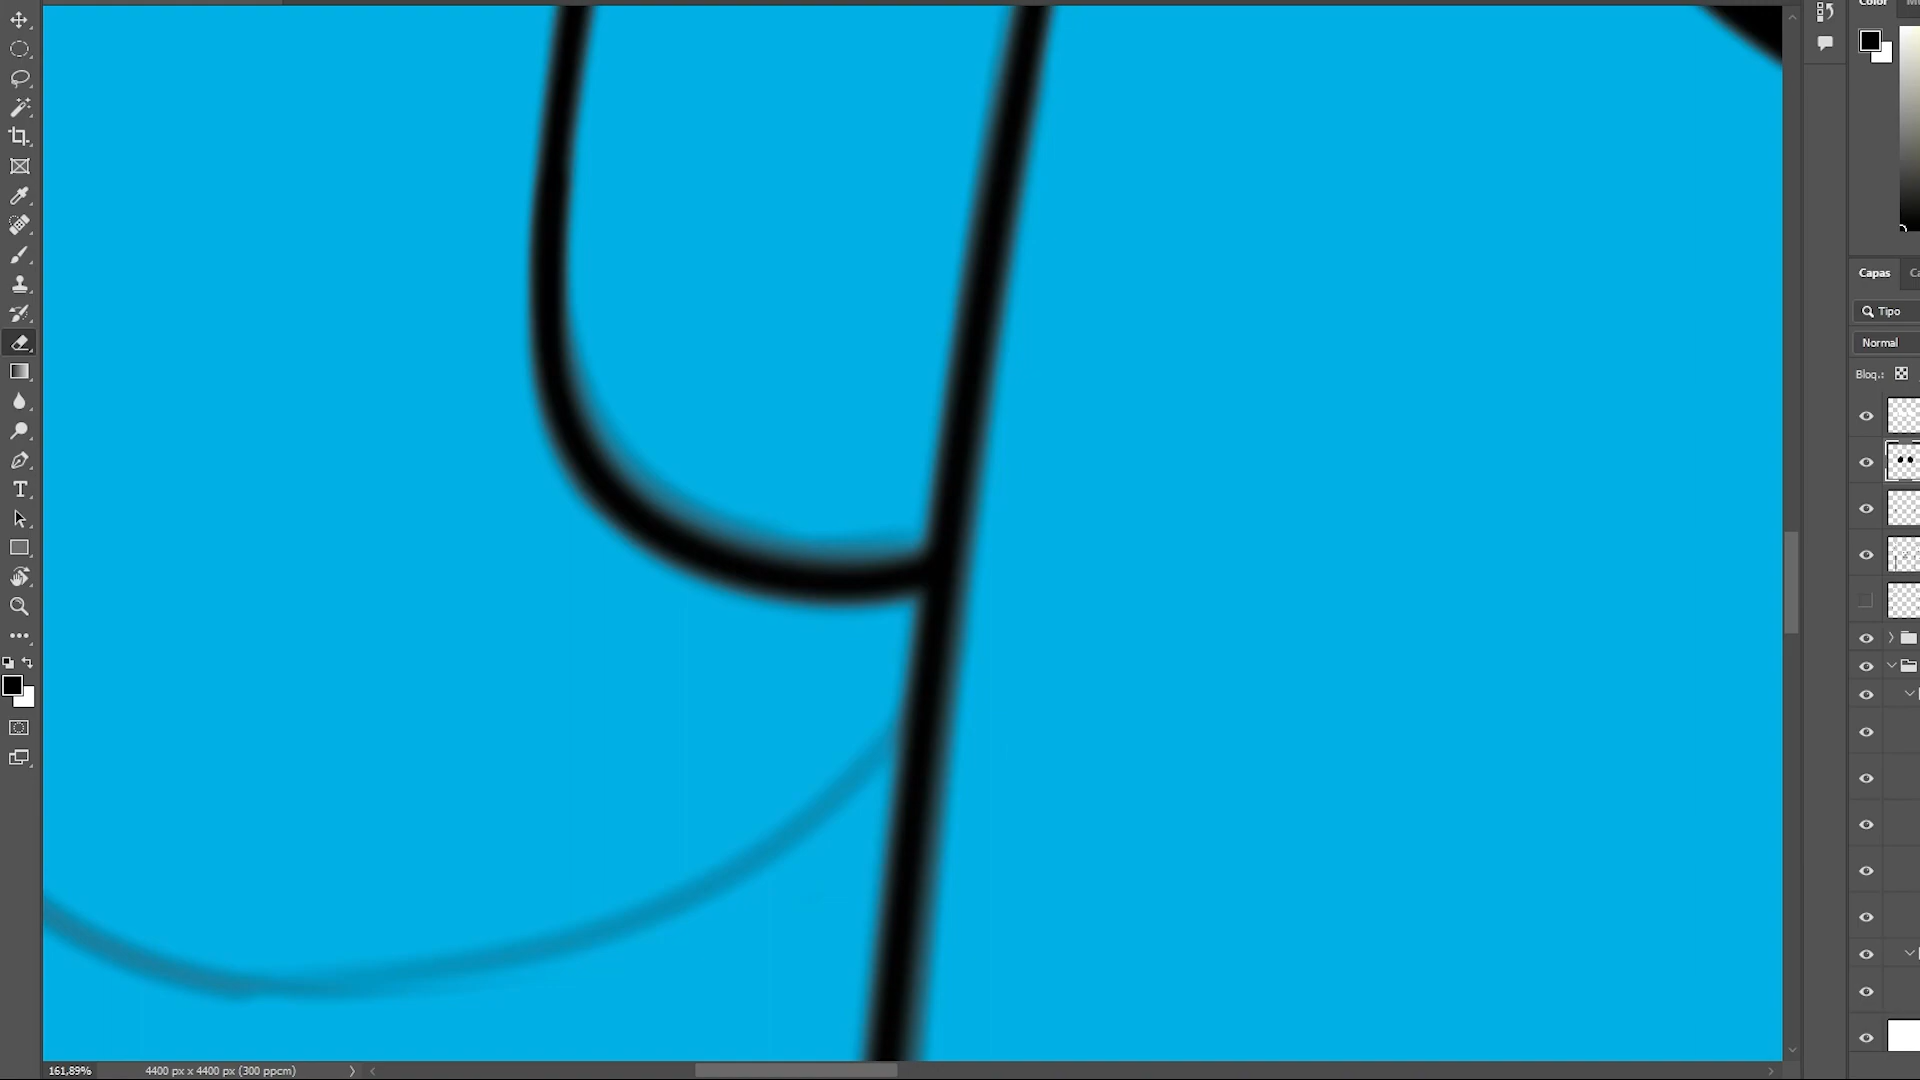 Color
Capas
Tipo
Normal
Bloq.:
161,89%
4400 px x 4400 px (300 ppcm)